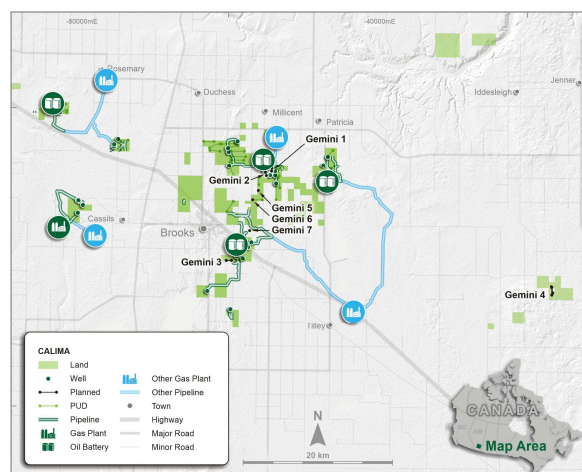 -80000mE
-40000mE
Rosemary
Jenner
Iddesleigh
Duchess
Millicent
Patricia
Gemini 1
Gemini 2
Gemini 5
Gemini 6
Gemini 7
Cassils
Brooks
Gemini 3
Gemini 4
Tilley
CALIMA
Land
Well
Planned
PUD
Pipeline
Gas Plant
Oil Battery
Other Gas Plant
Other Pipeline
Town
Highway
Major Road
Minor Road
N
20 km
CANADA
Map Area